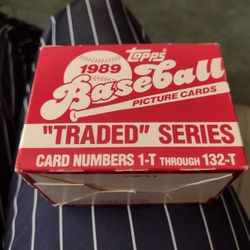 Topps
1989
Baseball
PICTURE CARDS
"TRADED" SERIES
CARD NUMBERS 1-T THROUGH 132-T